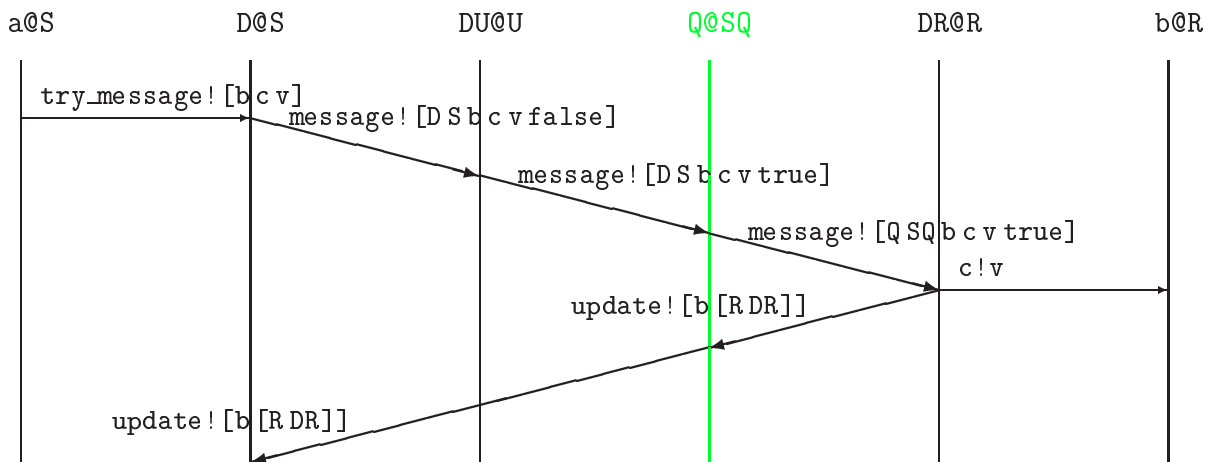 a@S D@S DU@U Q@SQ DR@R b@R
try_message![b c v]
message![D S b c v false]
message![D S b c v true]
message![Q SQ b c v true]
c!v
update![b [R DR]]
update![b [R DR]]